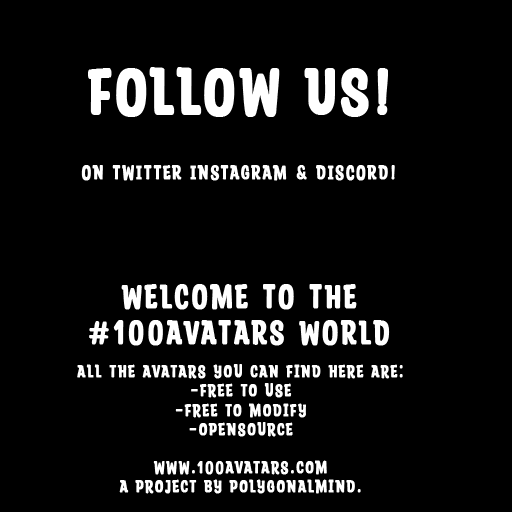 FOLLOW US!
ON TWITTER INSTAGRAM & DISCORD!
WELCOME TO THE
#100AVATARS WORLD
ALL THE AVATARS YOU CAN FIND HERE ARE:
-FREE TO USE
-FREE TO MODIFY
-OPENSOURCE
WWW.100AVATARS.COM
A PROJECT BY POLYGONALMIND.